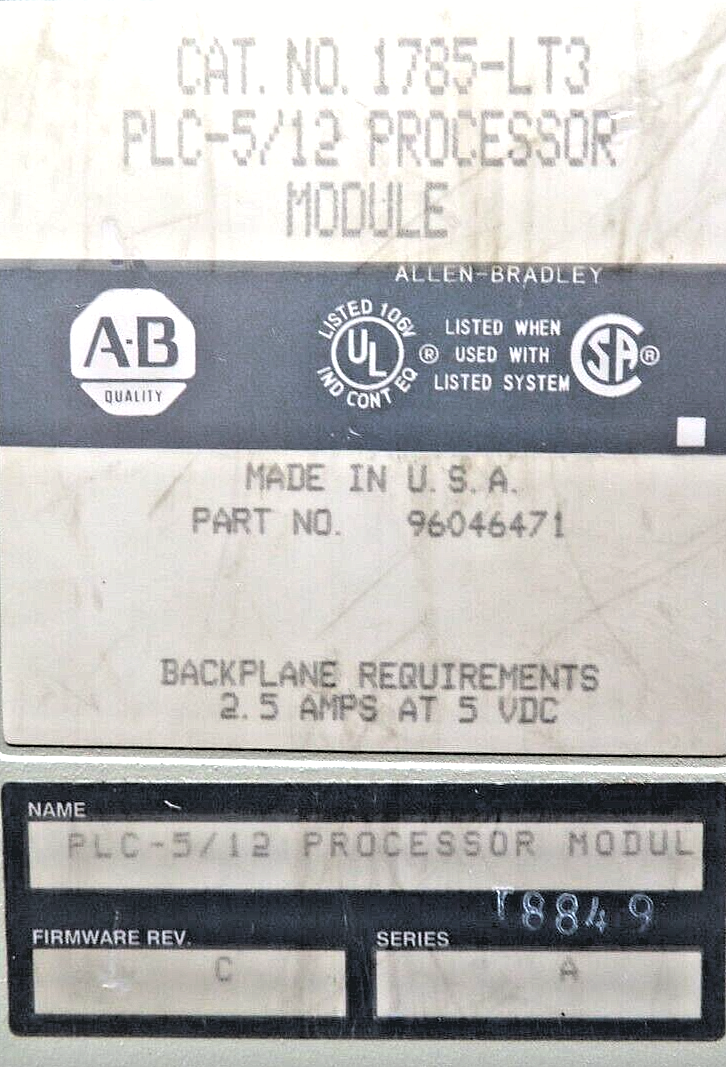 CAT. NO. 1785-LT3
PLC-5/12 PROCESSOR
MODULE
ALLEN-BRADLEY
A-B
QUALITY
LISTED 106V
UL
IND CONT EQ
®
LISTED WHEN
USED WITH
LISTED SYSTEM
SA
®
MADE IN U.S.A.
PART NO. 96046471
BACKPLANE REQUIREMENTS
2.5 AMPS AT 5 VDC
NAME
PLC-5/12 PROCESSOR MODUL
T8849
FIRMWARE REV.
C
SERIES
A